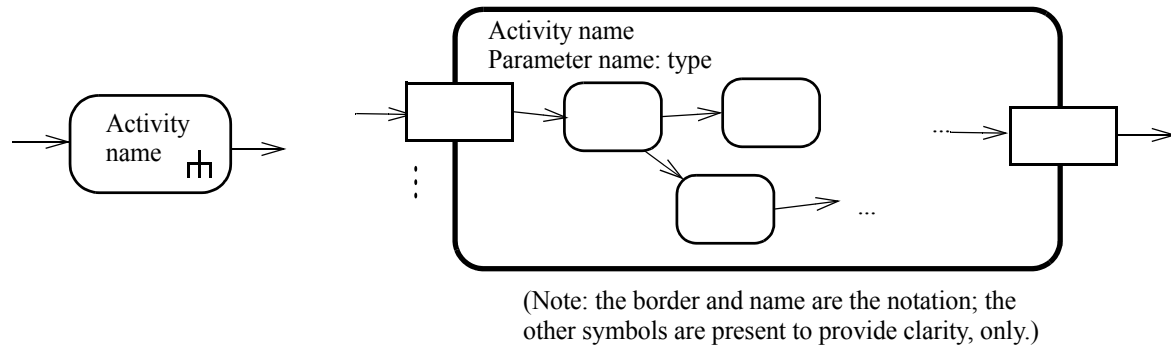 Activity
name
Activity name
Parameter name: type
...
...
(Note: the border and name are the notation; the
other symbols are present to provide clarity, only.)